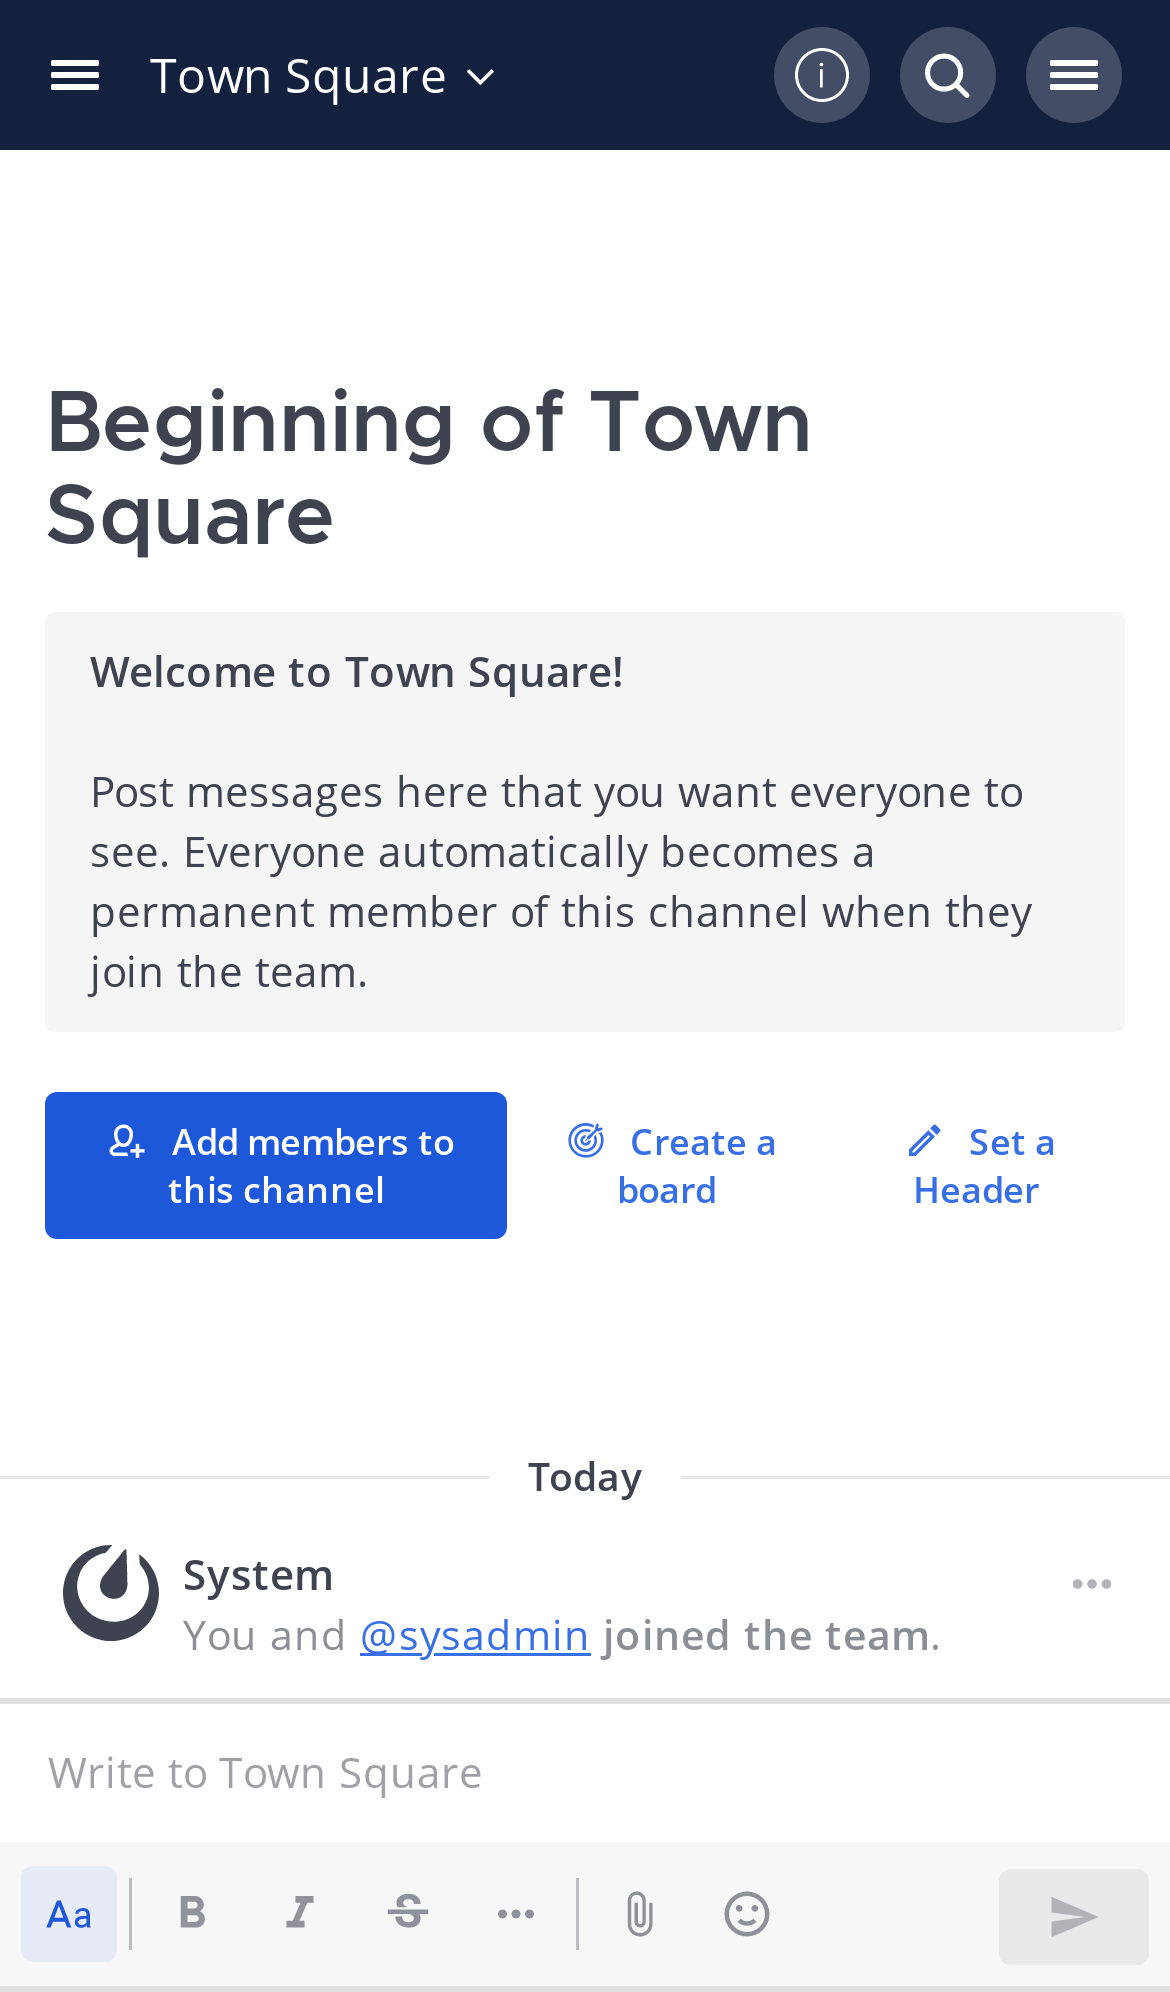 Town Square
Beginning of Town
Square
Welcome to Town Square!
Post messages here that you want everyone to
see. Everyone automatically becomes a
permanent member of this channel when they
join the team.
Add members to
this channel
Create a
board
Set a
Header
Today
System
You and @sysadmin joined the team.
Write to Town Square
Aa
B
I
S